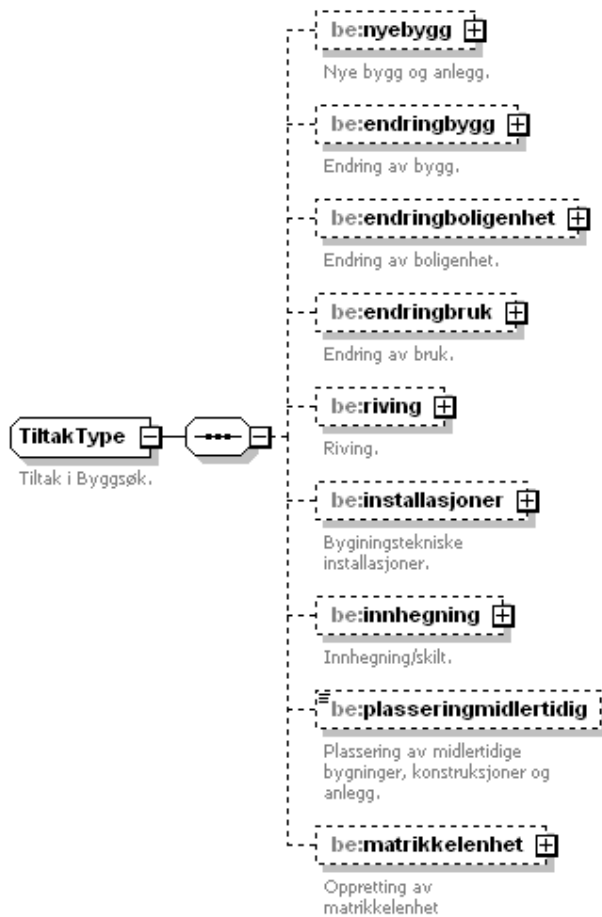 be:nyebygg
Nye bygg og anlegg.
be:endringbygg
Endring av bygg.
be:endringboligenhet
Endring av boligenhet.
be:endringbruk
Endring av bruk.
be:riving
Riving.
TiltakType
Tiltak i Byggsøk.
be:installasjoner
Byginingstekniske
installasjoner.
be:innhegning
Innhegning/skilt.
be:plasseringmidlertidig
Plassering av midlertidige
bygninger, konstruksjoner og
anlegg.
be:matrikkelenhet
Oppretting av
matrikkelenhet